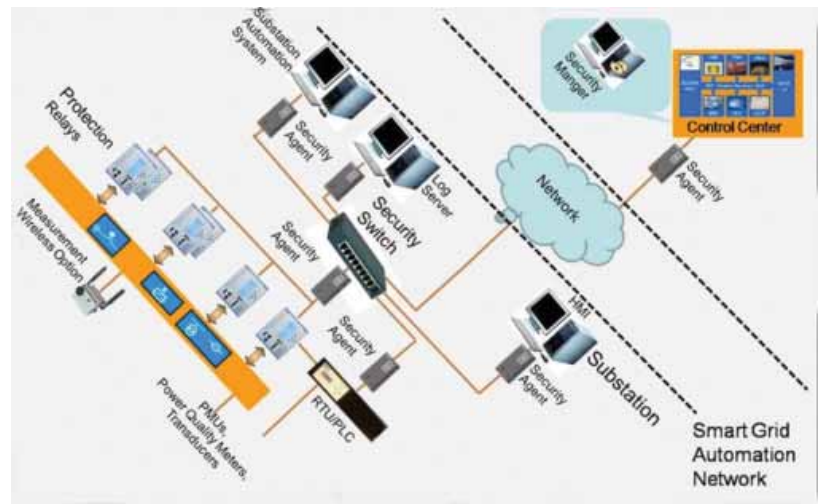 Substation
Automation
System
Security
Manger
Control Center
Protection
Relays
Security
Agent
Log
Server
Security
Agent
Network
Measurement
Wireless Option
Security
Switch
Security
Agent
Security
Agent
HMI
Security
Agent
Substation
RTU/PLC
PMUs,
Power Quality Meters,
Transducers
Smart Grid
Automation
Network